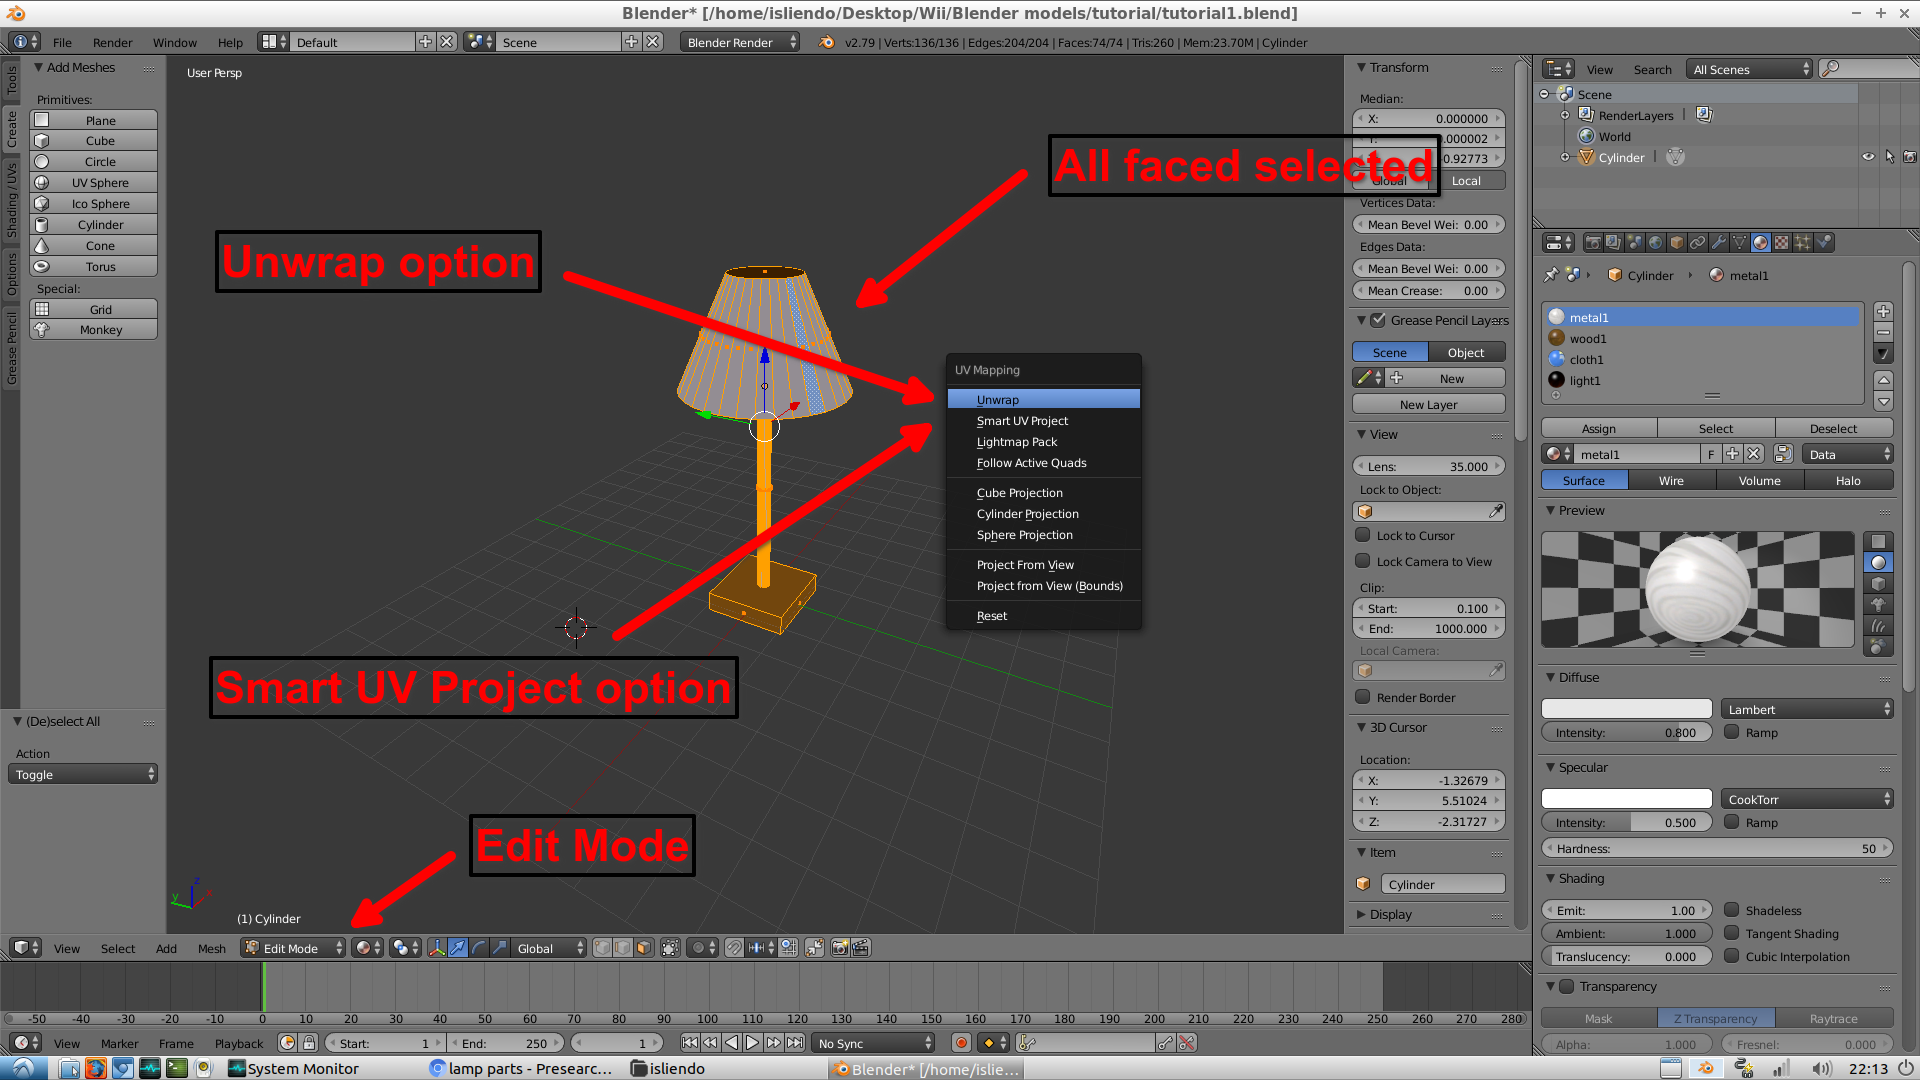 Blender* [/home/isliendo/Desktop/Wii/Blender models/tutorial/tutorial1.blend]
File Render Window Help Default Scene Blender Render v2.79 | Verts:136/136 | Edges:204/204 | Faces:74/74 | Tris:260 | Mem:23.70M | Cylinder
Tools
Create
Shading / UVs
Options
Grease Pencil
Add Meshes
Primitives:
Plane
Cube
Circle
UV Sphere
Ico Sphere
Cylinder
Cone
Torus
Special:
Grid
Monkey
(De)select All
Action
Toggle
User Persp
All faced selected
Unwrap option
Smart UV Project option
Edit Mode
UV Mapping
Unwrap
Smart UV Project
Lightmap Pack
Follow Active Quads
Cube Projection
Cylinder Projection
Sphere Projection
Project From View
Project from View (Bounds)
Reset
z
y
x
(1) Cylinder
View Select Add Mesh Edit Mode Global
Transform
Median:
X: 0.000000
Y: 0.000002
-0.92773
Global Local
Vertices Data:
Mean Bevel Wei: 0.00
Edges Data:
Mean Bevel Wei: 0.00
Mean Crease: 0.00
Grease Pencil Layers
Scene Object
New
New Layer
View
Lens: 35.000
Lock to Object:
Lock to Cursor
Lock Camera to View
Clip:
Start: 0.100
End: 1000.000
Local Camera:
Render Border
3D Cursor
Location:
X: -1.32679
Y: 5.51024
Z: -2.31727
Item
Cylinder
Display
View Search All Scenes
Scene
RenderLayers |
World
Cylinder |
Cylinder metal1
metal1
wood1
cloth1
light1
Assign Select Deselect
metal1 F Data
Surface Wire Volume Halo
Preview
Diffuse
Lambert
Intensity: 0.800 Ramp
Specular
CookTorr
Intensity: 0.500 Ramp
Hardness: 50
Shading
Emit: 1.00 Shadeless
Ambient: 1.000 Tangent Shading
Translucency: 0.000 Cubic Interpolation
Transparency
Mask Z Transparency Raytrace
Alpha: 1.000 Fresnel: 0.000
-50 -40 -30 -20 -10 0 10 20 30 40 50 60 70 80 90 100 110 120 130 140 150 160 170 180 190 200 210 220 230 240 250 260 270 280
View Marker Frame Playback Start: 1 End: 250 1 No Sync
System Monitor lamp parts - Presearc... isliendo Blender* [/home/islie... 22:13